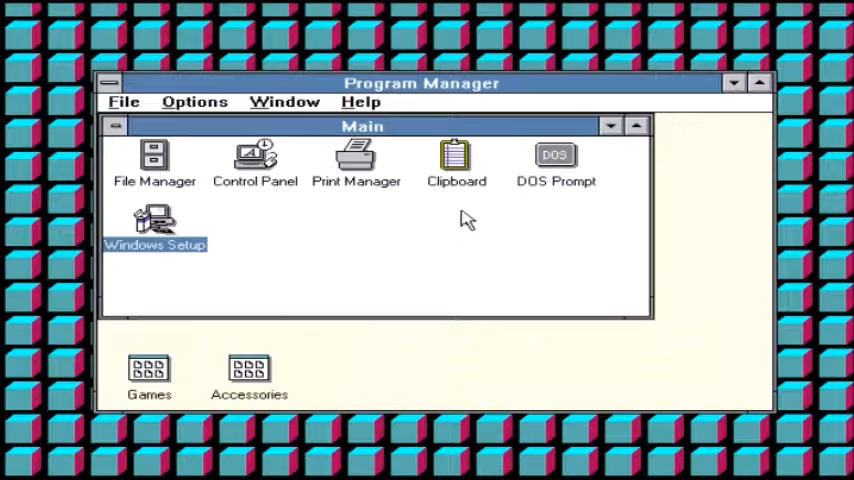 Program Manager
File Options Window Help
Main
File Manager Control Panel Print Manager Clipboard DOS Prompt
DOS
Windows Setup
Games Accessories